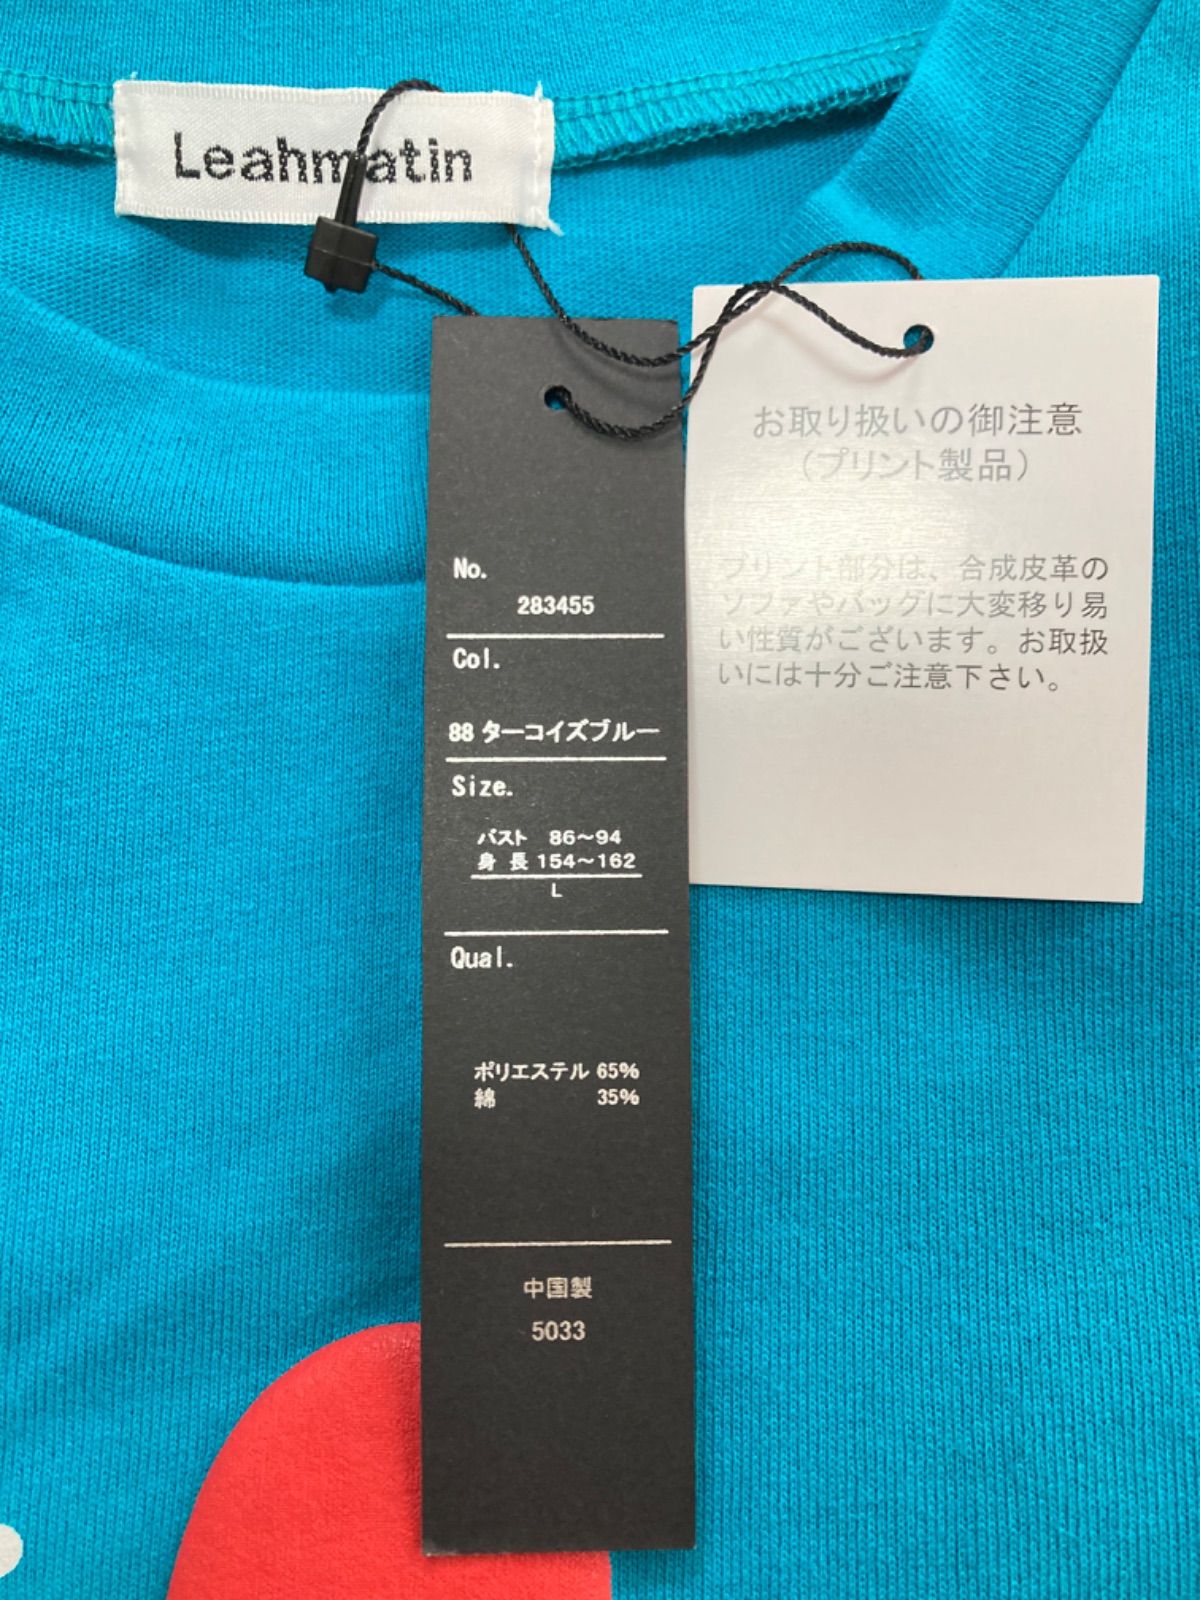 Leahmatin
No.
283455
Col.
88 ターコイズブルー
Size.
バスト 86～94
身 長 154～162
L
Qual.
ポリエステル 65%
綿 35%
中国製
5033
お取り扱いの御注意
(プリント製品)
プリント部分は、合成皮革の
ソファやバッグに大変移り易
い性質がございます。お取扱
いには十分ご注意下さい。